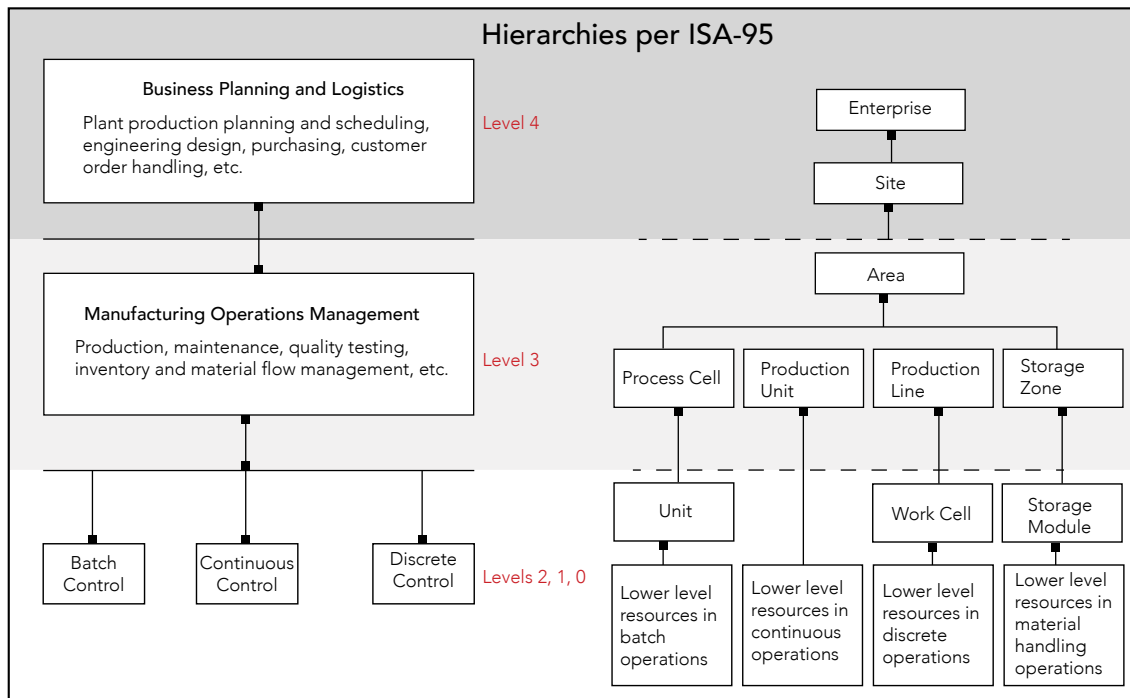 Hierarchies per ISA-95
Business Planning and Logistics
Plant production planning and scheduling,
engineering design, purchasing, customer
order handling, etc.
Level 4
Enterprise
Site
Manufacturing Operations Management
Production, maintenance, quality testing,
inventory and material flow management, etc.
Level 3
Area
Process Cell
Production
Unit
Production
Line
Storage
Zone
Batch
Control
Continuous
Control
Discrete
Control
Levels 2, 1, 0
Unit
Work Cell
Storage
Module
Lower level
resources in
batch
operations
Lower level
resources in
continuous
operations
Lower level
resources in
discrete
operations
Lower level
resources in
material
handling
operations